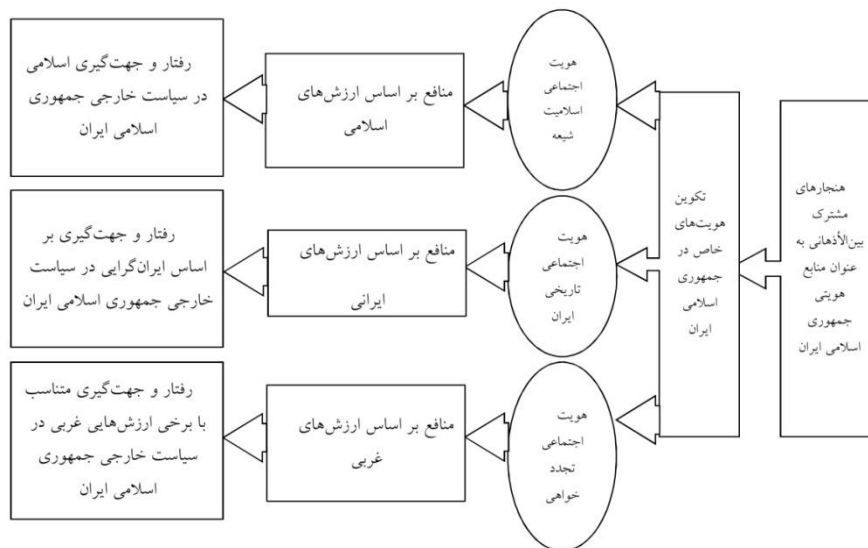 هنجارهای
مشترک
بین‌الأذهانی به
عنوان منابع
هویتی
جمهوری
اسلامی ایران
تکوین
هویت‌های
خاص در
جمهوری
اسلامی
ایران
هویت
اجتماعی
اسلامیت
شیعه
منافع بر اساس ارزش‌های
اسلامی
رفتار و جهت‌گیری اسلامی
در سیاست خارجی جمهوری
اسلامی ایران
هویت
اجتماعی
تاریخی
ایران
منافع بر اساس ارزش‌های
ایرانی
رفتار و جهت‌گیری بر
اساس ایران‌گرایی در سیاست
خارجی جمهوری اسلامی ایران
هویت
اجتماعی
تجدد
خواهی
منافع بر اساس ارزش‌های
غربی
رفتار و جهت‌گیری متناسب
با برخی ارزش‌هایی غربی در
سیاست خارجی جمهوری
اسلامی ایران